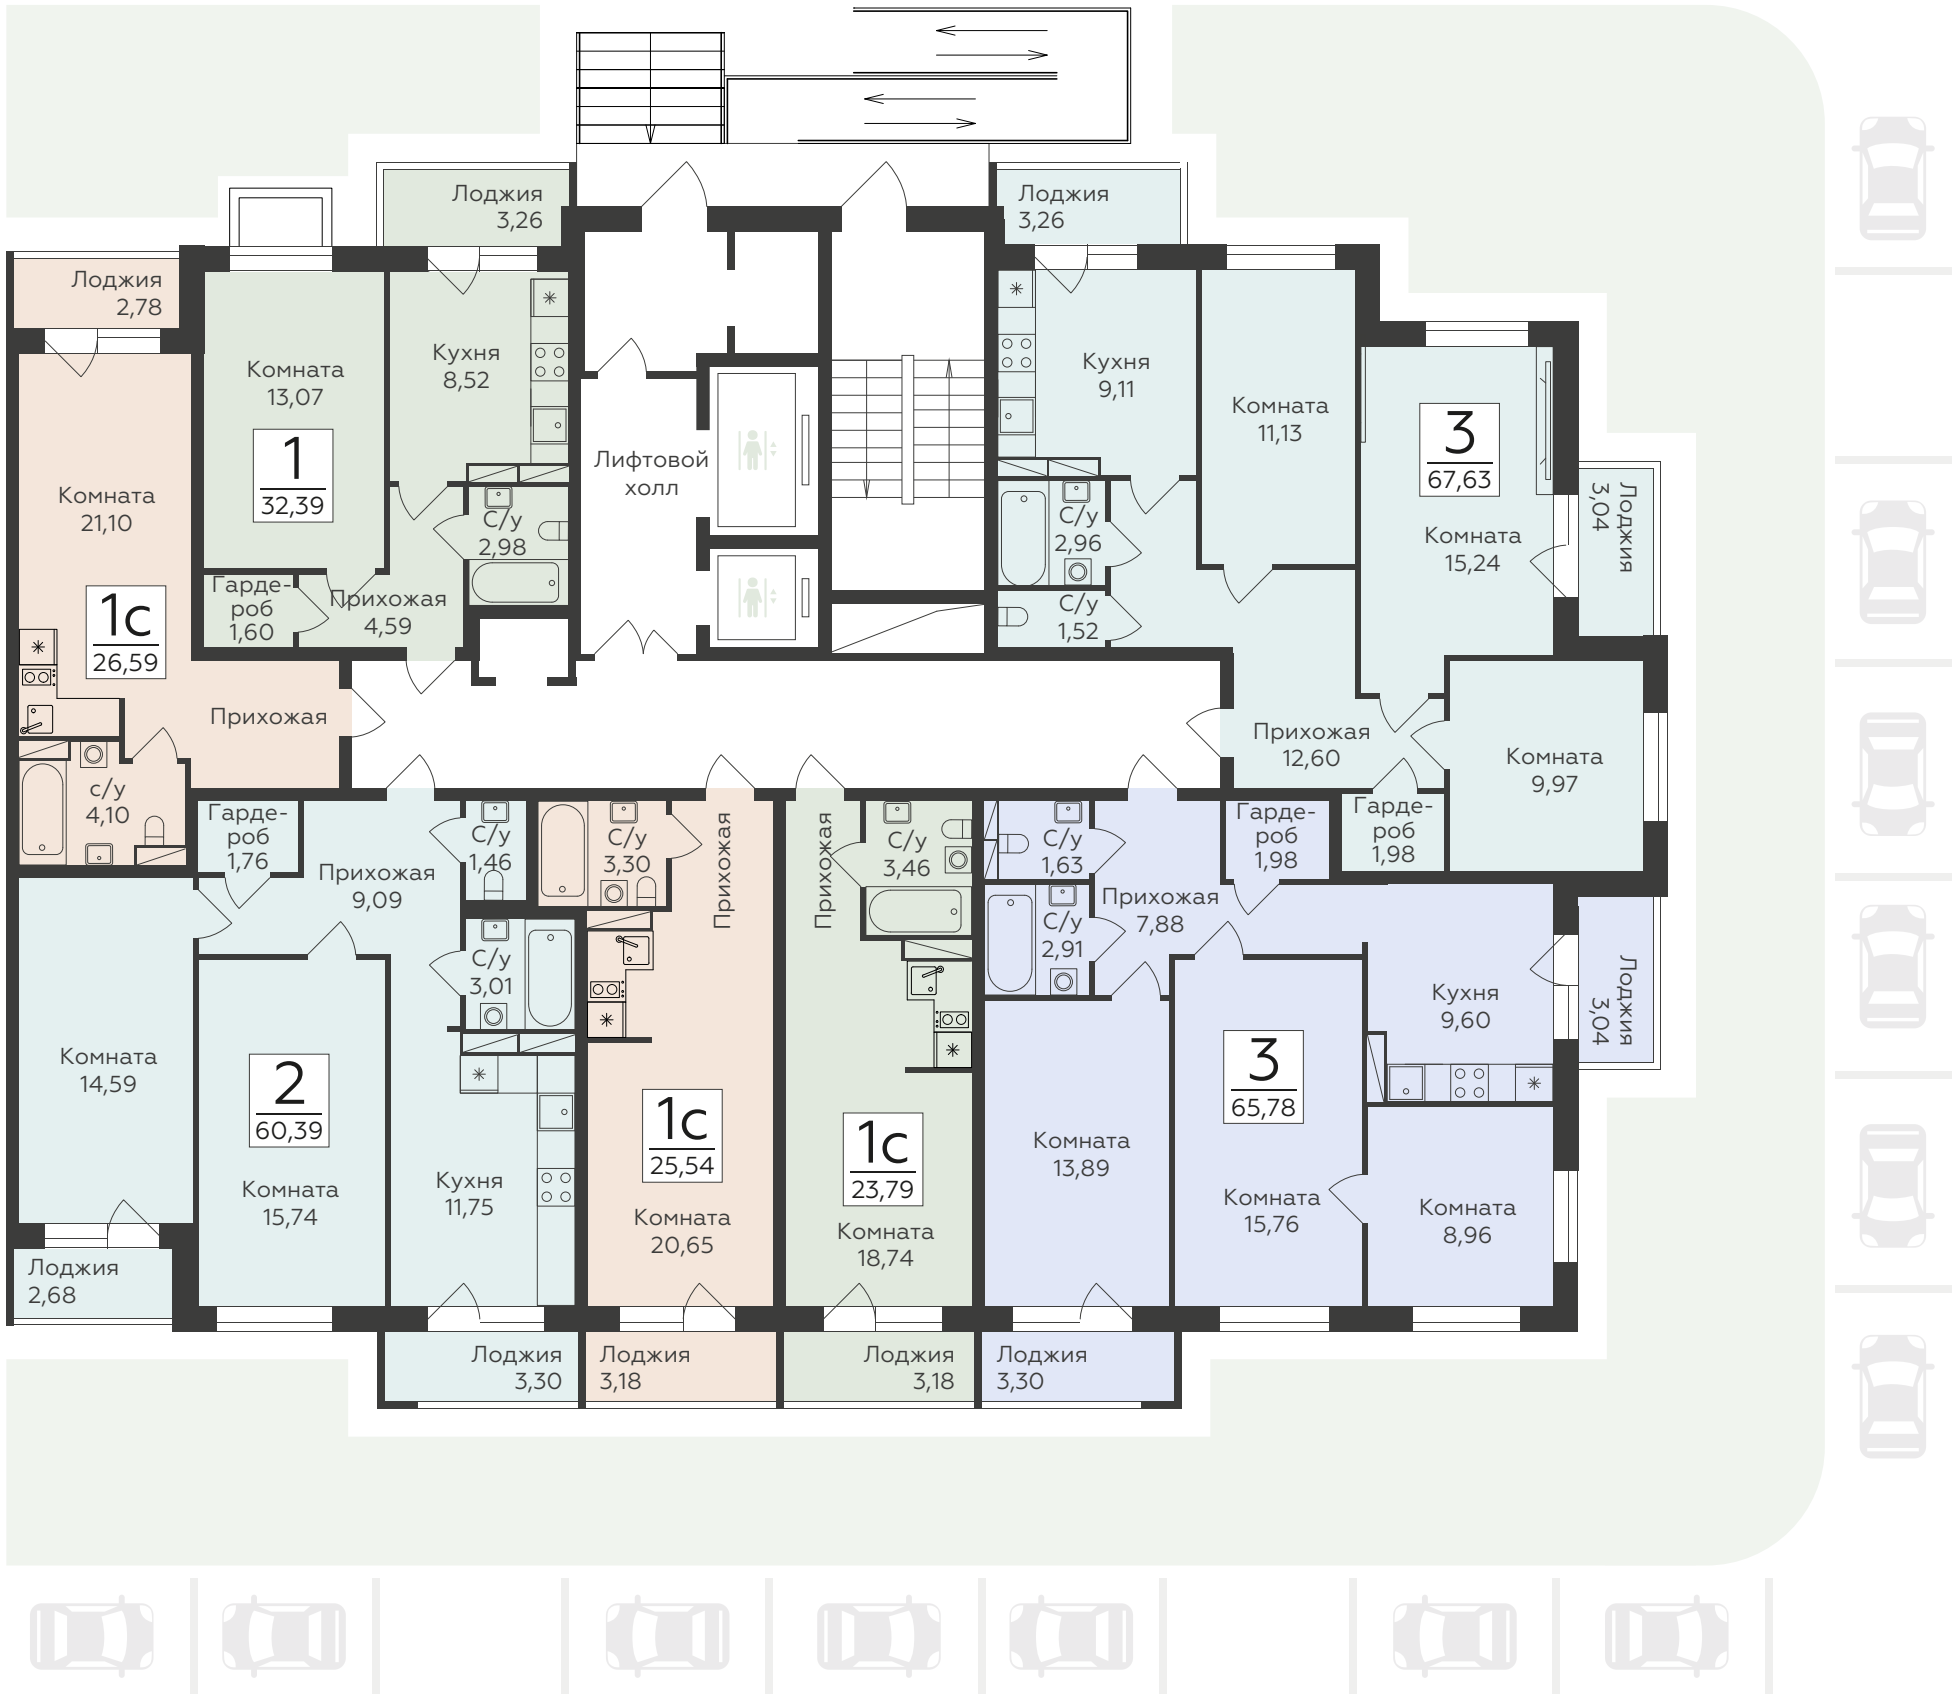 Лоджия
3,26
Лоджия
3,26
Лоджия
2,78
Комната
13,07
1
32,39
Кухня
8,52
Комната
21,10
1с
26,59
С/у
2,98
Гарде-
роб
1,60
Прихожая
4,59
Прихожая
с/у
4,10
Лифтовой
холл
Кухня
9,11
Комната
11,13
3
67,63
Комната
15,24
Лоджия
3,04
С/у
2,96
С/у
1,52
Прихожая
12,60
Комната
9,97
Гарде-
роб
1,98
Гарде-
роб
1,76
Прихожая
9,09
С/у
1,46
С/у
3,01
Комната
14,59
2
60,39
Комната
15,74
Кухня
11,75
Лоджия
2,68
Лоджия
3,30
С/у
3,30
Прихожая
1с
25,54
Комната
20,65
Лоджия
3,18
Прихожая
С/у
3,46
1с
23,79
Комната
18,74
Лоджия
3,18
С/у
1,63
Гарде-
роб
1,98
Прихожая
7,88
С/у
2,91
Кухня
9,60
Лоджия
3,04
3
65,78
Комната
13,89
Комната
15,76
Комната
8,96
Лоджия
3,30